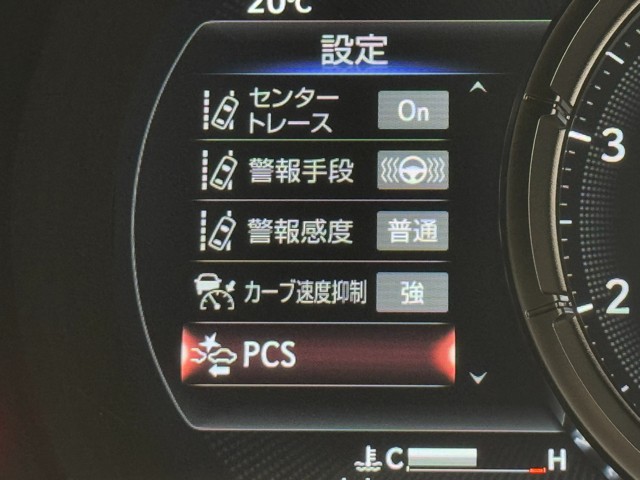 20℃
設定
センター
トレース
On
警報手段
警報感度
普通
カーブ速度抑制
強
PCS
3
2
C
H